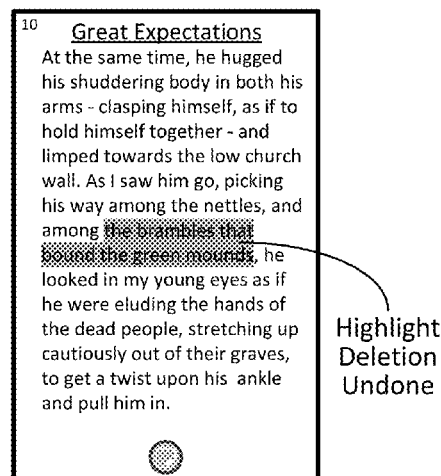 10
Great Expectations
At the same time, he hugged
his shuddering body in both his
arms - clasping himself, as if to
hold himself together - and
limped towards the low church
wall. As I saw him go, picking
his way among the nettles, and
among the brambles that
bound the green mounds, he
looked in my young eyes as if
he were eluding the hands of
the dead people, stretching up
cautiously out of their graves,
to get a twist upon his ankle
and pull him in.
Highlight
Deletion
Undone